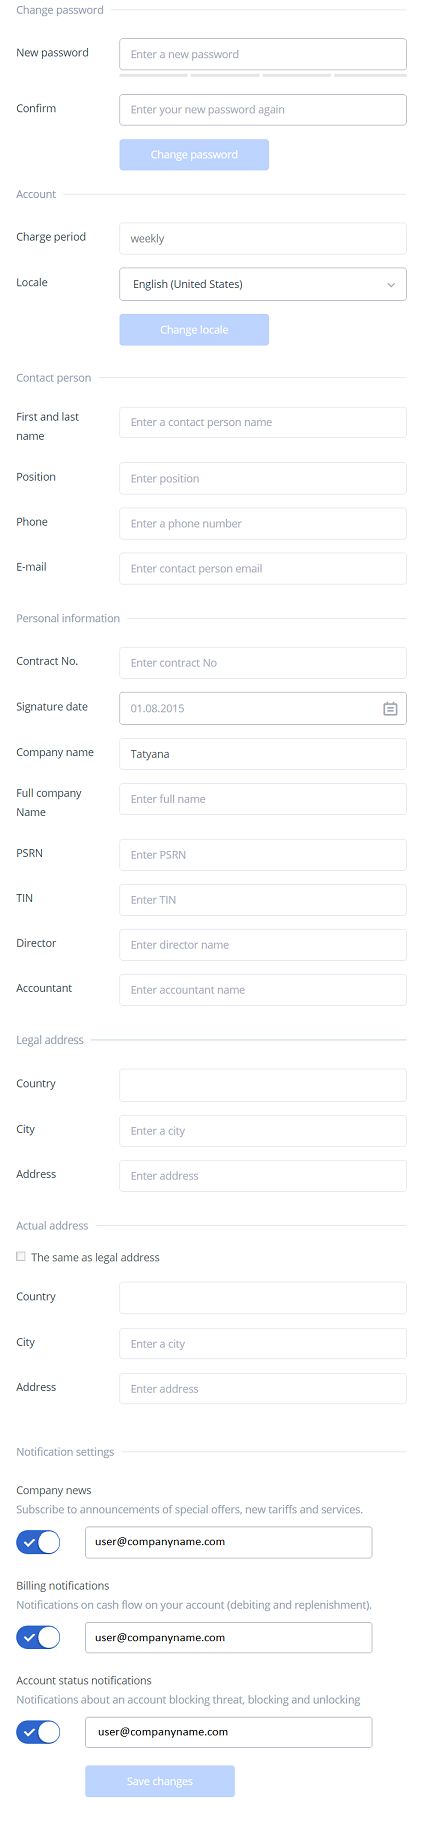 Change password
New password
Enter a new password
Confirm
Enter your new password again
Change password
Account
Charge period
weekly
Locale
English (United States)
Change locale
Contact person
First and last
name
Enter a contact person name
Position
Enter position
Phone
Enter a phone number
E-mail
Enter contact person email
Personal information
Contract No.
Enter contract No
Signature date
01.08.2015
Company name
Tatyana
Full company
Name
Enter full name
PSRN
Enter PSRN
TIN
Enter TIN
Director
Enter director name
Accountant
Enter accountant name
Legal address
Country
City
Enter a city
Address
Enter address
Actual address
The same as legal address
Country
City
Enter a city
Address
Enter address
Notification settings
Company news
Subscribe to announcements of special offers, new tariffs and services.
user@companyname.com
Billing notifications
Notifications on cash flow on your account (debiting and replenishment).
user@companyname.com
Account status notifications
Notifications about an account blocking threat, blocking and unlocking
user@companyname.com
Save changes